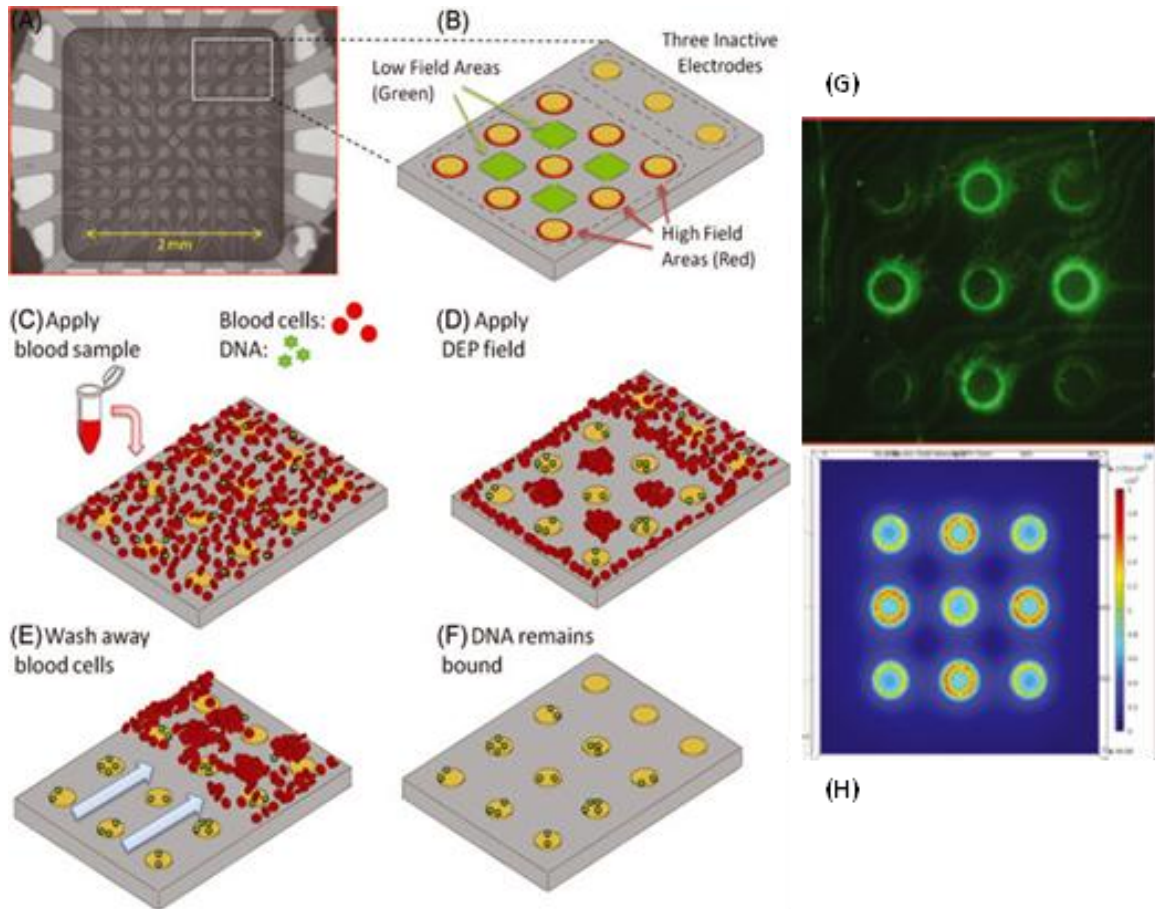 (A)
2 mm
(B)
Low Field Areas
(Green)
Three Inactive
Electrodes
High Field
Areas (Red)
(C) Apply
blood sample
Blood cells:
DNA:
(D) Apply
DEP field
(E) Wash away
blood cells
(F) DNA remains
bound
(G)
(H)